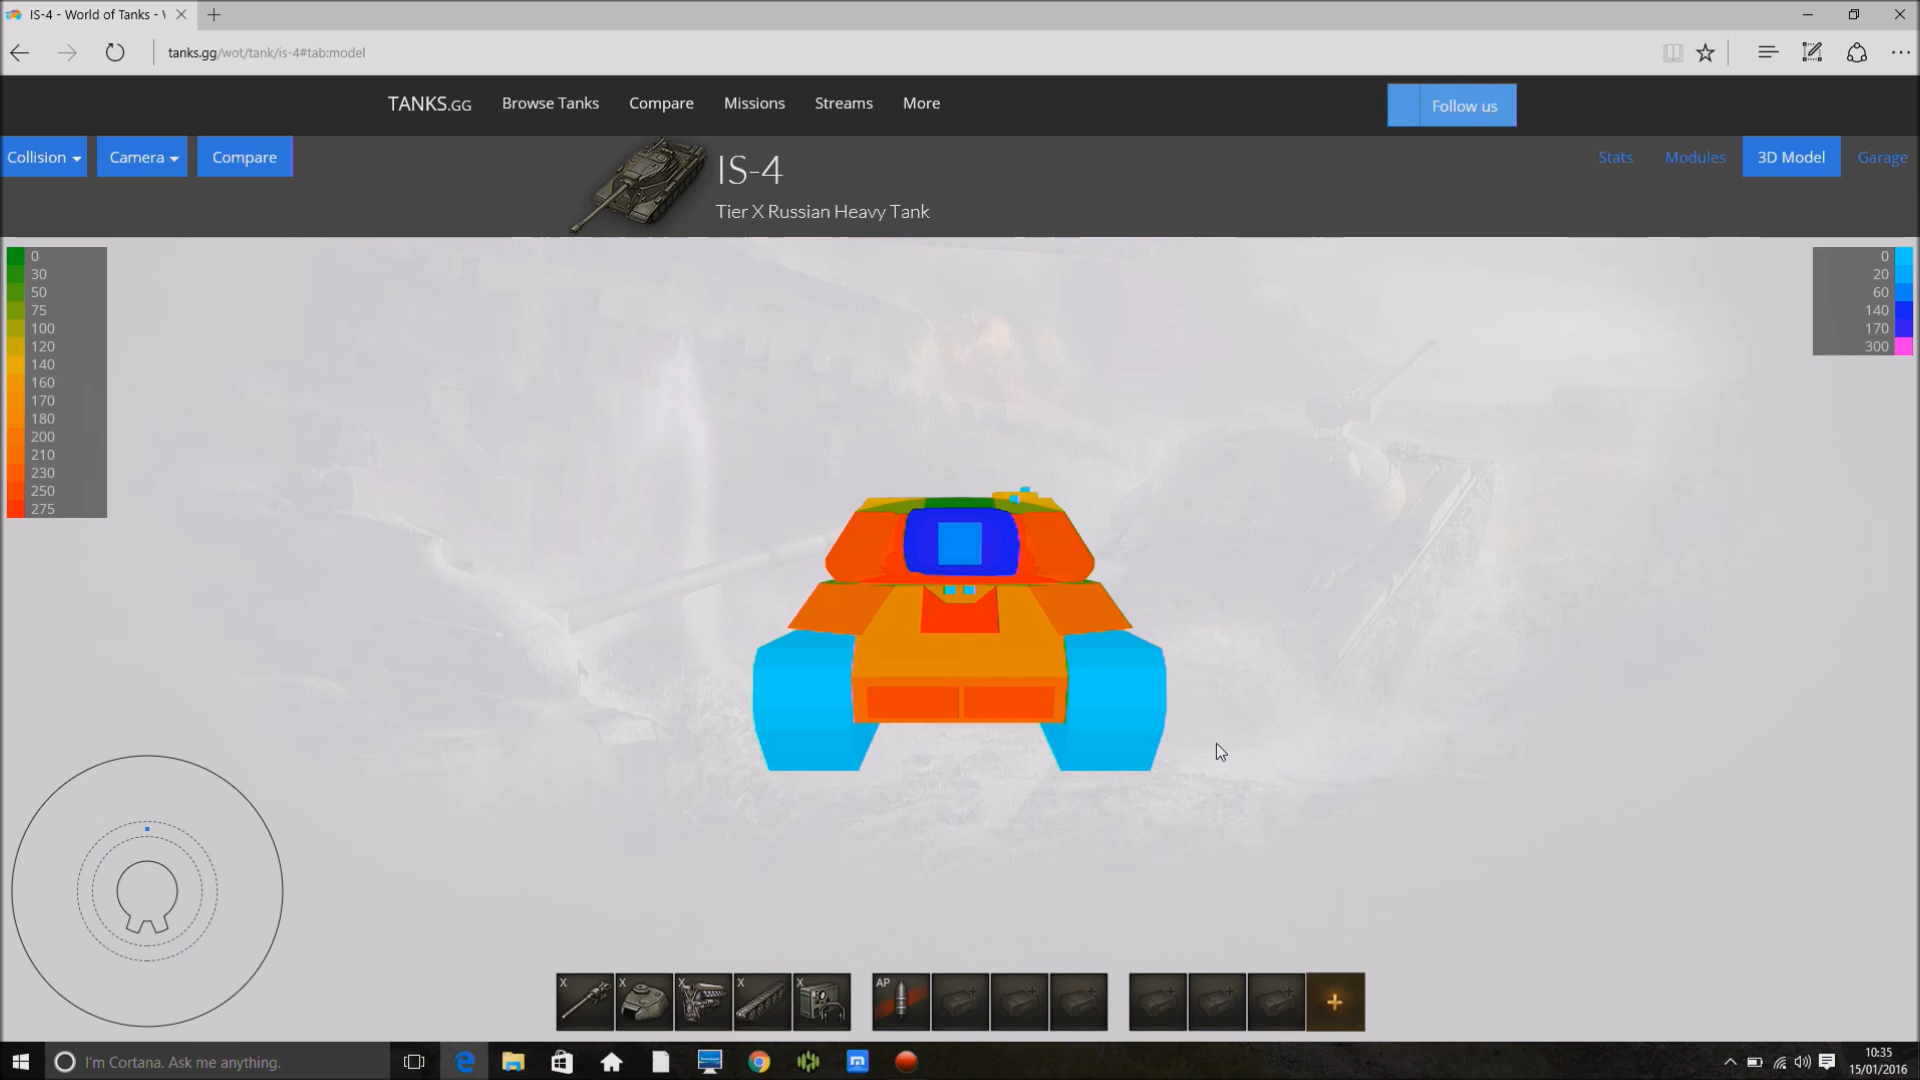 IS-4 - World of Tanks - \
tanks.gg/wot/tank/is-4#tab:model
TANKS.GG
Browse Tanks
Compare
Missions
Streams
More
Follow us
Collision
Camera
Compare
IS-4
Tier X Russian Heavy Tank
Stats
Modules
3D Model
Garage
0
30
50
75
100
120
140
160
170
180
200
210
230
250
275
0
20
60
140
170
300
X
X
X
X
X
AP
I'm Cortana. Ask me anything.
10:35
15/01/2016